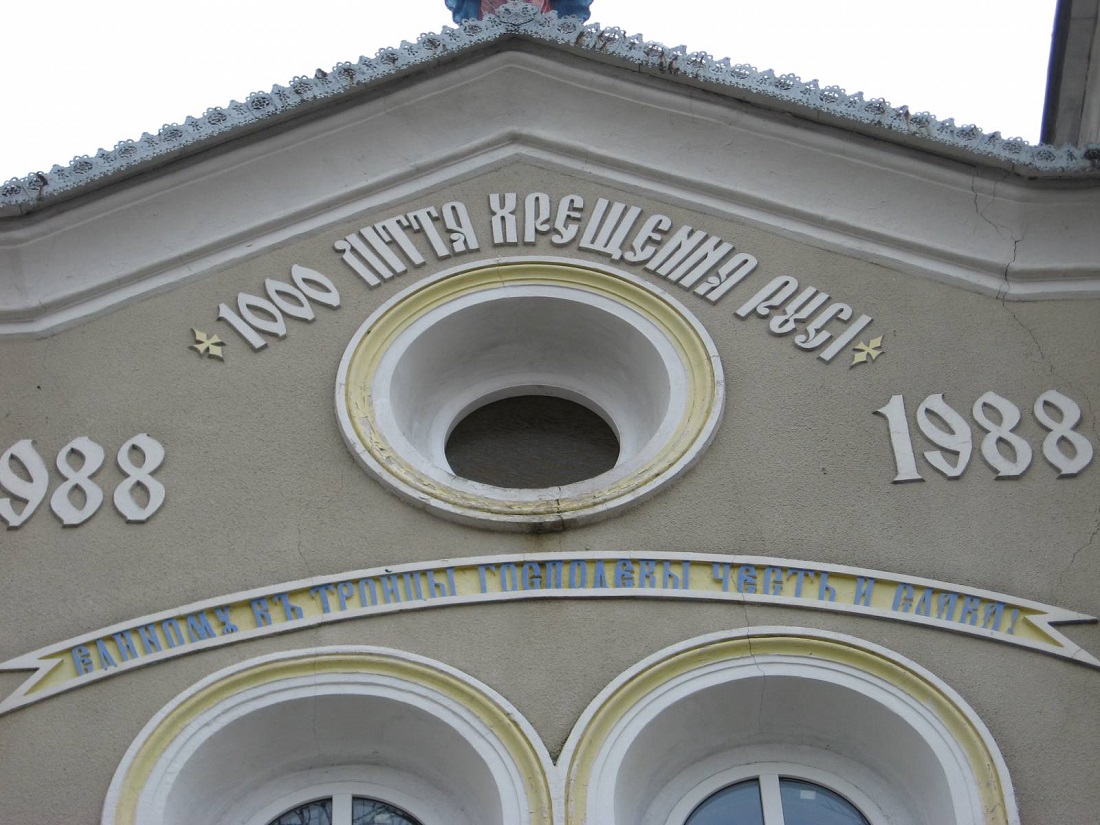 1000 ЛІТТЯ ХРЕЩЕННЯ РУСІ
988 1988
ЄДИНОМУ ВЪ ТРОИЦЫ ГОСПОДЕВЫ ЧЕСТЬ И СЛАВА!